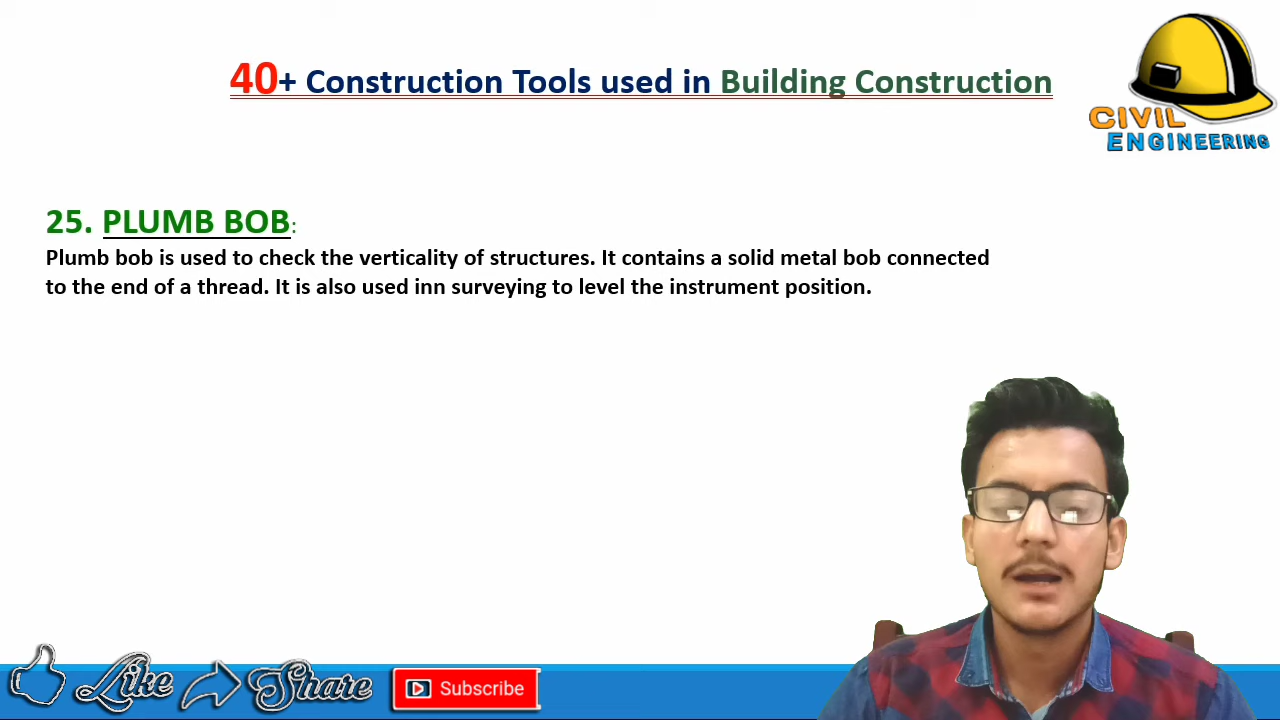 40+ Construction Tools used in Building Construction
CIVIL
ENGINEERING
25. PLUMB BOB:
Plumb bob is used to check the verticality of structures. It contains a solid metal bob connected
to the end of a thread. It is also used inn surveying to level the instrument position.
Like Share Subscribe